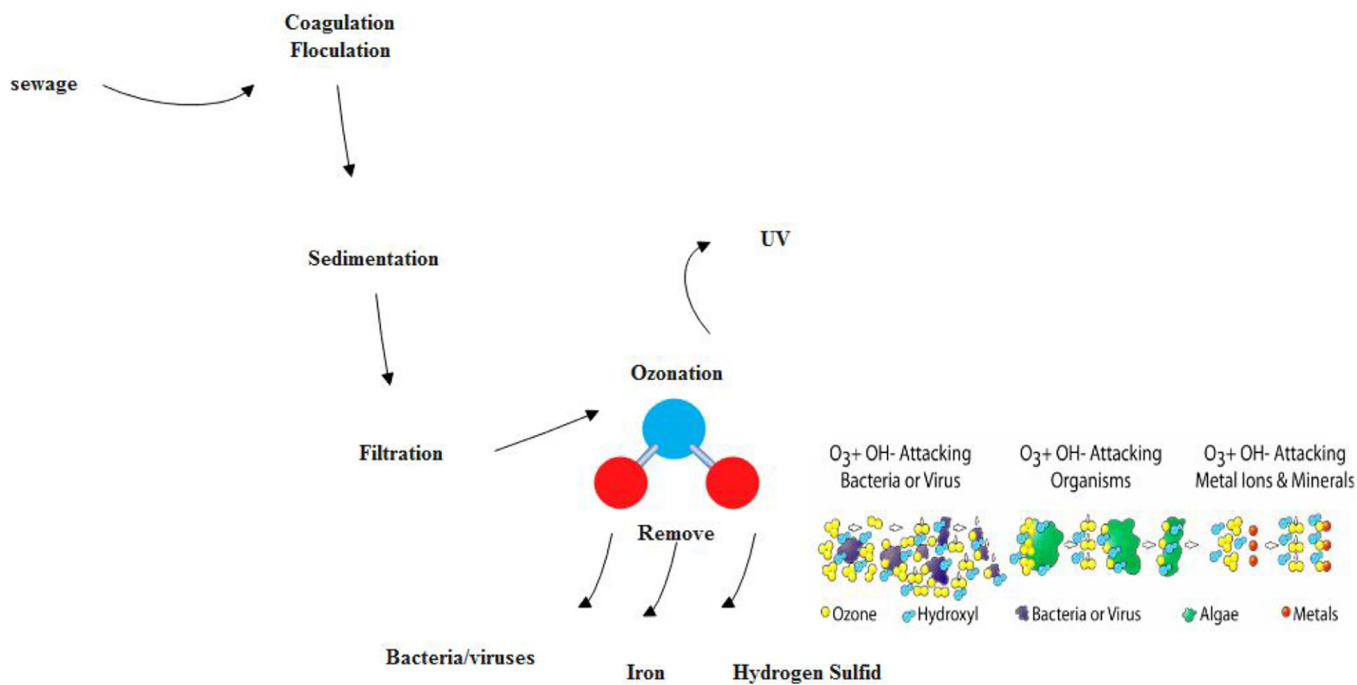 Coagulation
Floculation
sewage
Sedimentation
UV
Ozonation
Filtration
Remove
Bacteria/viruses
Iron
Hydrogen Sulfid
O3+ OH- Attacking
Bacteria or Virus
O3+ OH- Attacking
Organisms
O3+ OH- Attacking
Metal Ions & Minerals
Ozone
Hydroxyl
Bacteria or Virus
Algae
Metals